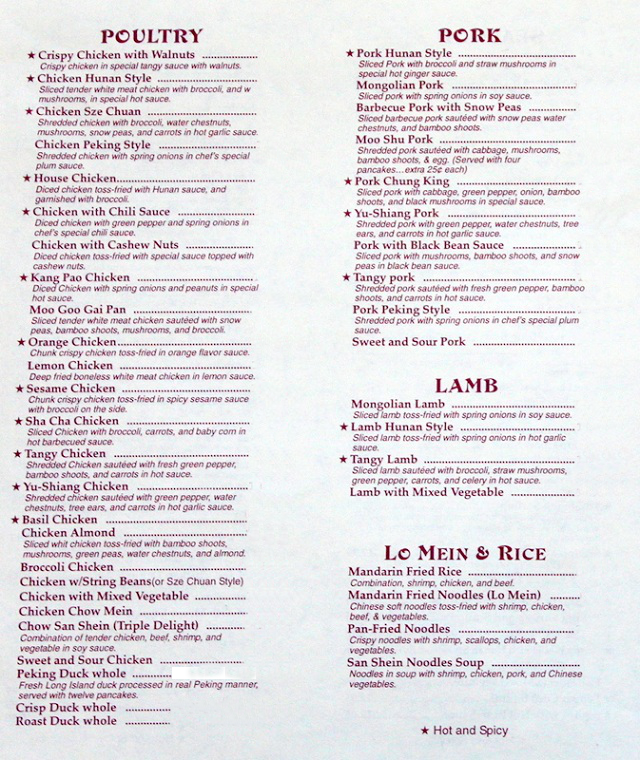 POULTRY
★ Crispy Chicken with Walnuts ....................
Crispy chicken in special tangy sauce with walnuts.
★ Chicken Hunan Style ....................
Sliced tender white meat chicken with broccoli, and w
mushrooms, in special hot sauce.
★ Chicken Sze Chuan ....................
Shredded chicken with broccoli, water chestnuts,
mushrooms, snow peas, and carrots in hot garlic sauce.
Chicken Peking Style ....................
Shredded chicken with spring onions in chef's special
plum sauce.
★ House Chicken....................
Diced chicken toss-fried with Hunan sauce, and
garnished with broccoli.
★ Chicken with Chili Sauce ....................
Diced chicken with green pepper and spring onions in
chef's special chili sauce.
Chicken with Cashew Nuts ....................
Diced chicken toss-fried with special sauce topped with
cashew nuts.
★ Kang Pao Chicken ....................
Diced Chicken with spring onions and peanuts in special
hot sauce.
Moo Goo Gai Pan ....................
Sliced tender white meat chicken sautéed with snow
peas, bamboo shoots, mushrooms, and broccoli.
★ Orange Chicken....................
Chunk crispy chicken toss-fried in orange flavor sauce.
Lemon Chicken ....................
Deep fried boneless white meat chicken in lemon sauce.
★ Sesame Chicken ....................
Chunk crispy chicken toss-fried in spicy sesame sauce
with broccoli on the side.
★ Sha Cha Chicken ....................
Sliced Chicken with broccoli, carrots, and baby corn in
hot barbecued sauce.
★ Tangy Chicken ....................
Shredded Chicken sautéed with fresh green pepper,
bamboo shoots, and carrots in hot sauce.
★ Yu-Shiang Chicken ....................
Shredded chicken sautéed with green pepper, water
chestnuts, tree ears, and carrots in hot garlic sauce.
★ Basil Chicken ....................
Chicken Almond ....................
Sliced whit chicken toss-fried with bamboo shoots,
mushrooms, green peas, water chestnuts, and almond.
Broccoli Chicken ....................
Chicken w/String Beans(or Sze Chuan Style)
Chicken with Mixed Vegetable ....................
Chicken Chow Mein ....................
Chow San Shein (Triple Delight) ....................
Combination of tender chicken, beef, shrimp, and
vegetable in soy sauce.
Sweet and Sour Chicken ....................
Peking Duck whole ............
Fresh Long Island duck processed in real Peking manner,
served with twelve pancakes.
Crisp Duck whole ............
Roast Duck whole ............
PORK
★ Pork Hunan Style ....................
Sliced Pork with broccoli and straw mushrooms in
special hot ginger sauce.
Mongolian Pork ....................
Sliced pork with spring onions in soy sauce.
Barbecue Pork with Snow Peas ....................
Sliced barbecue pork sautéed with snow peas water
chestnuts, and bamboo shoots.
Moo Shu Pork ....................
Shredded pork sautéed with cabbage, mushrooms,
bamboo shoots, & egg. (Served with four
pancakes...extra 25¢ each)
★ Pork Chung King ....................
Sliced pork with cabbage, green pepper, onion, bamboo
shoots, and black mushrooms in special sauce.
★ Yu-Shiang Pork ....................
Shredded pork with green pepper, water chestnuts, tree
ears, and carrots in hot garlic sauce.
Pork with Black Bean Sauce ....................
Sliced pork with mushrooms, bamboo shoots, and snow
peas in black bean sauce.
★ Tangy pork ....................
Shredded pork sautéed with fresh green pepper, bamboo
shoots, and carrots in hot sauce.
Pork Peking Style ....................
Shredded pork with spring onions in chef's special plum
sauce.
Sweet and Sour Pork ....................
LAMB
Mongolian Lamb ....................
Sliced lamb toss-fried with spring onions in soy sauce.
★ Lamb Hunan Style ....................
Sliced lamb toss-fried with spring onions in hot garlic
sauce.
★ Tangy Lamb ....................
Sliced lamb sautéed with broccoli, straw mushrooms,
green pepper, carrots, and celery in hot sauce.
Lamb with Mixed Vegetable ....................
LO MEIN & RICE
Mandarin Fried Rice ....................
Combination, shrimp, chicken, and beef.
Mandarin Fried Noodles (Lo Mein) ........
Chinese soft noodles toss-fried with shrimp, chicken,
beef, & vegetables.
Pan-Fried Noodles ....................
Crispy noodles with shrimp, scallops, chicken, and
vegetables.
San Shein Noodles Soup ....................
Noodles in soup with shrimp, chicken, pork, and Chinese
vegetables.
★ Hot and Spicy